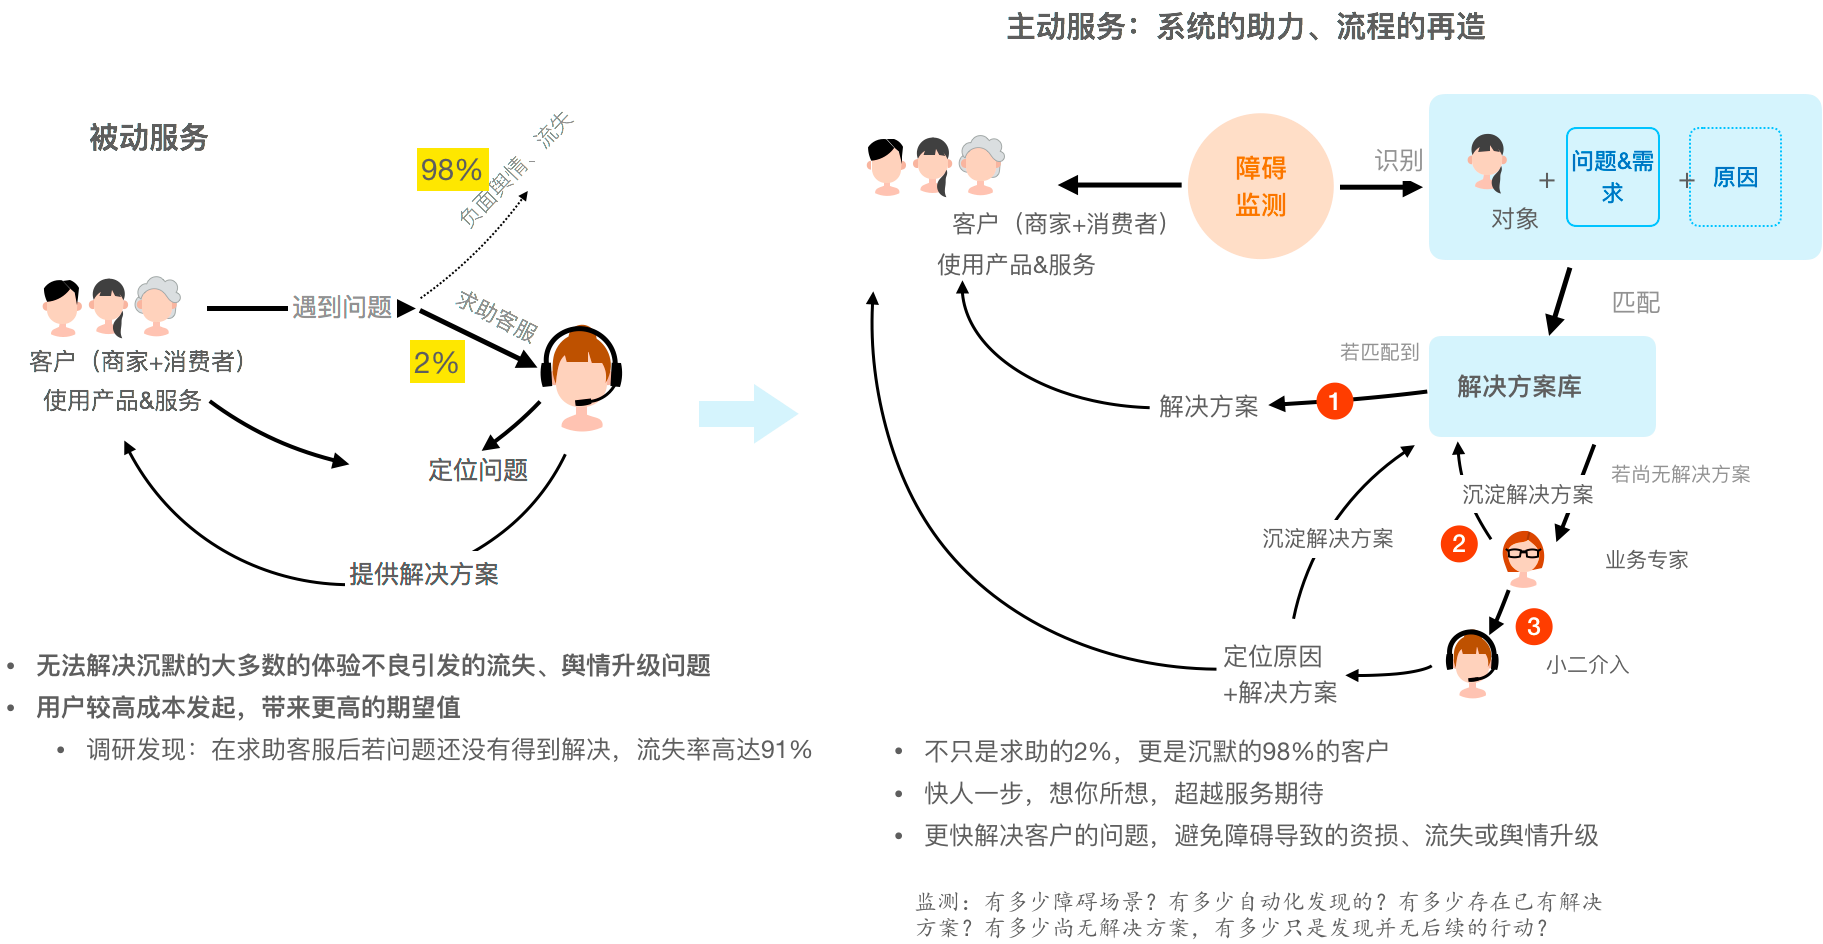 主动服务：系统的助力、流程的再造
被动服务
98%
负面舆情、流失
遇到问题
求助客服
2%
客户（商家+消费者）
使用产品&服务
定位问题
提供解决方案
• 无法解决沉默的大多数的体验不良引发的流失、舆情升级问题
• 用户较高成本发起，带来更高的期望值
• 调研发现：在求助客服后若问题还没有得到解决，流失率高达91%
客户（商家+消费者）
使用产品&服务
障碍
监测
识别
对象
+
问题&需
求
+
原因
匹配
若匹配到
解决方案库
1
解决方案
若尚无解决方案
沉淀解决方案
沉淀解决方案
2
业务专家
3
小二介入
定位原因
+解决方案
• 不只是求助的2%，更是沉默的98%的客户
• 快人一步，想你所想，超越服务期待
• 更快解决客户的问题，避免障碍导致的资损、流失或舆情升级
监测：有多少障碍场景？有多少自动化发现的？有多少存在已有解决
方案？有多少尚无解决方案，有多少只是发现并无后续的行动？